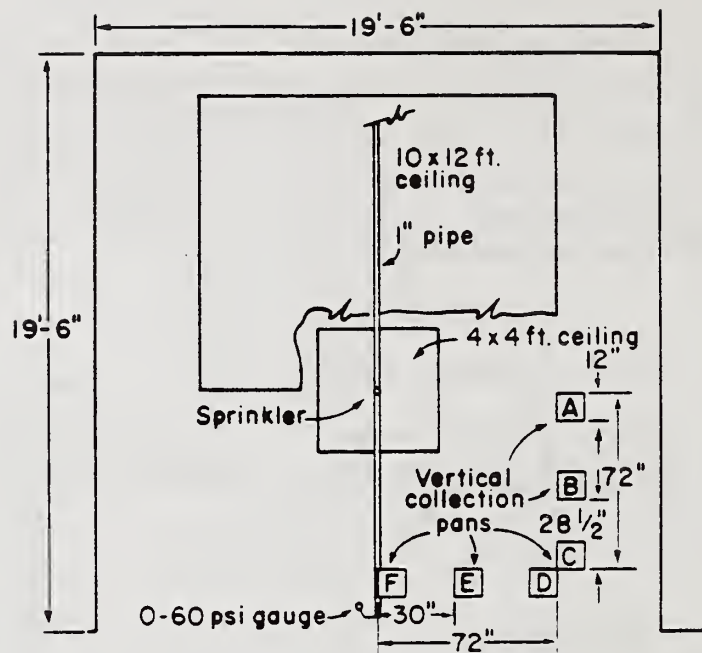 19'-6"
10 x 12 ft.
ceiling
1" pipe
19'-6"
4 x 4 ft. ceiling
12"
Sprinkler
A
Vertical
collection
pans
B
72"
28 1/2"
C
F
E
D
0-60 psi gauge
30"
72"